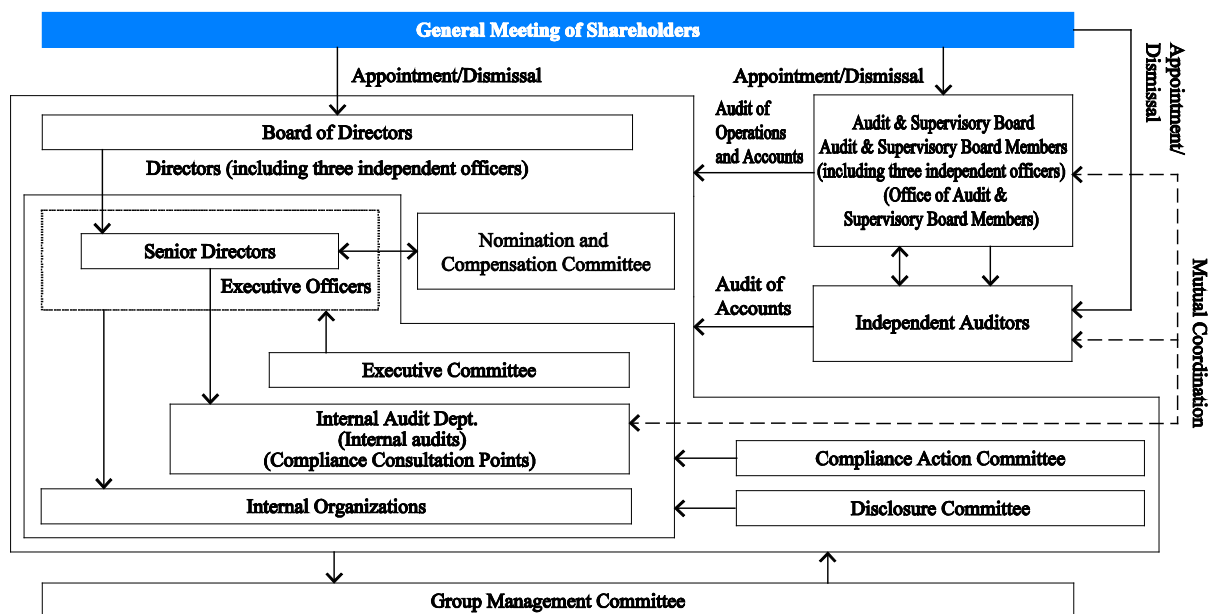 General Meeting of Shareholders
Appointment/Dismissal
Appointment/Dismissal
Appointment/
Dismissal
Board of Directors
Directors (including three independent officers)
Audit of
Operations
and Accounts
Audit & Supervisory Board
Audit & Supervisory Board Members
(including three independent officers)
(Office of Audit &
Supervisory Board Members)
Senior Directors
Executive Officers
Nomination and
Compensation Committee
Audit of
Accounts
Independent Auditors
Mutual Coordination
Executive Committee
Internal Audit Dept.
(Internal audits)
(Compliance Consultation Points)
Compliance Action Committee
Internal Organizations
Disclosure Committee
Group Management Committee